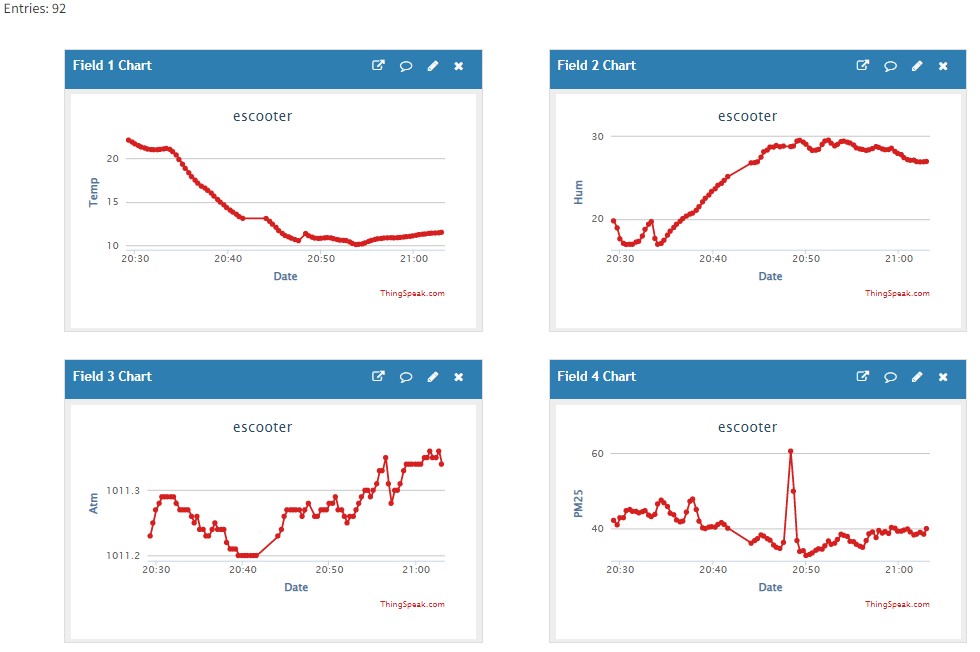 Entries: 92
Field 1 Chart
escooter
Temp
20
15
10
20:30 20:40 20:50 21:00
Date
ThingSpeak.com
Field 2 Chart
escooter
Hum
30
20
20:30 20:40 20:50 21:00
Date
ThingSpeak.com
Field 3 Chart
escooter
Atm
1011.3
1011.2
20:30 20:40 20:50 21:00
Date
ThingSpeak.com
Field 4 Chart
escooter
PM25
60
40
20:30 20:40 20:50 21:00
Date
ThingSpeak.com